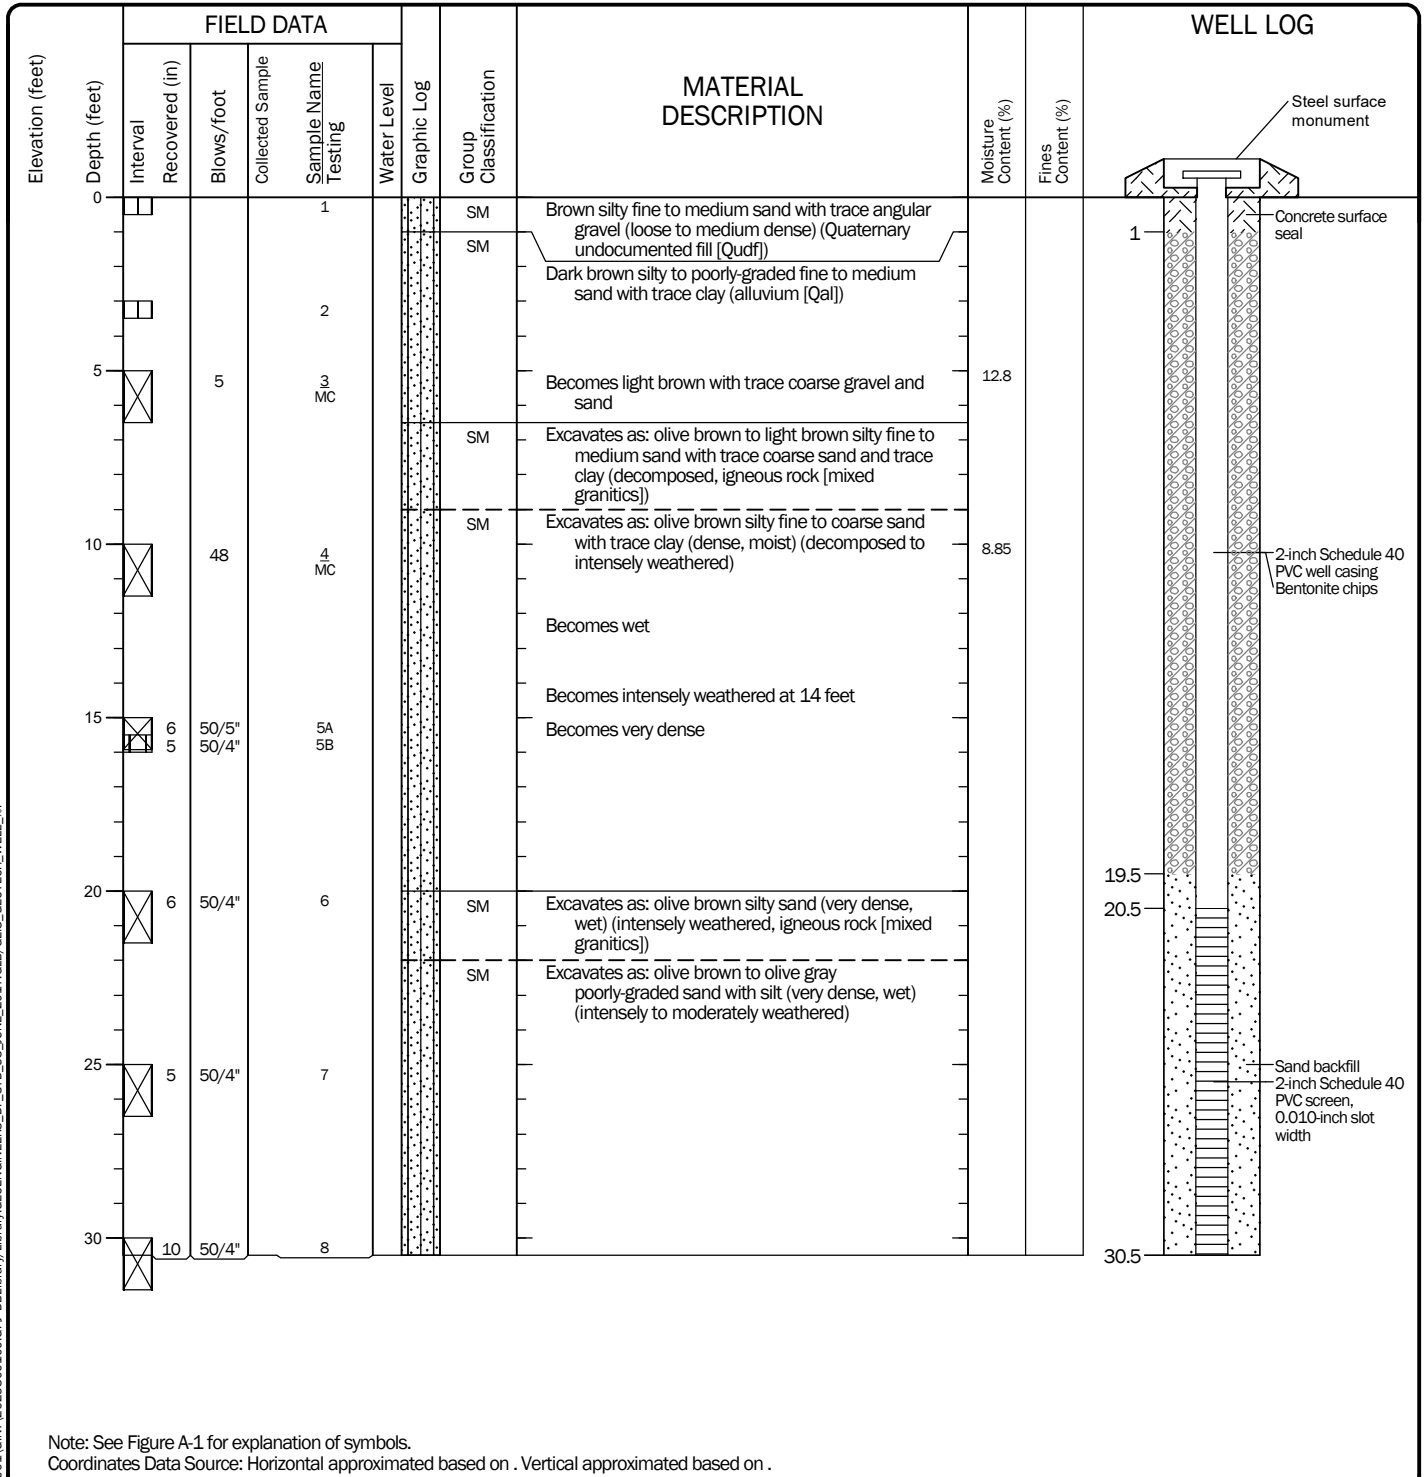 FIELD DATA
WELL LOG
Elevation (feet)
Depth (feet)
Interval
Recovered (in)
Blows/foot
Collected Sample
Sample Name
Testing
Water Level
Graphic Log
Group
Classification
MATERIAL
DESCRIPTION
Moisture
Content (%)
Fines
Content (%)
Steel surface
monument
0
1
SM
Brown silty fine to medium sand with trace angular
gravel (loose to medium dense) (Quaternary
undocumented fill [Qudf])
Concrete surface
seal
1
SM
Dark brown silty to poorly-graded fine to medium
sand with trace clay (alluvium [Qal])
2
5
5
3
MC
Becomes light brown with trace coarse gravel and
sand
12.8
SM
Excavates as: olive brown to light brown silty fine to
medium sand with trace coarse sand and trace
clay (decomposed, igneous rock [mixed
granitics])
SM
Excavates as: olive brown silty fine to coarse sand
with trace clay (dense, moist) (decomposed to
intensely weathered)
10
48
4
MC
8.85
2-inch Schedule 40
PVC well casing
Bentonite chips
Becomes wet
Becomes intensely weathered at 14 feet
15
6 50/5" 5A
Becomes very dense
5 50/4" 5B
19.5
20
6 50/4" 6
SM
Excavates as: olive brown silty sand (very dense,
wet) (intensely weathered, igneous rock [mixed
granitics])
20.5
SM
Excavates as: olive brown to olive gray
poorly-graded sand with silt (very dense, wet)
(intensely to moderately weathered)
25
5 50/4" 7
Sand backfill
2-inch Schedule 40
PVC screen,
0.010-inch slot
width
30
10 50/4" 8
30.5
Note: See Figure A-1 for explanation of symbols.
Coordinates Data Source: Horizontal approximated based on . Vertical approximated based on .